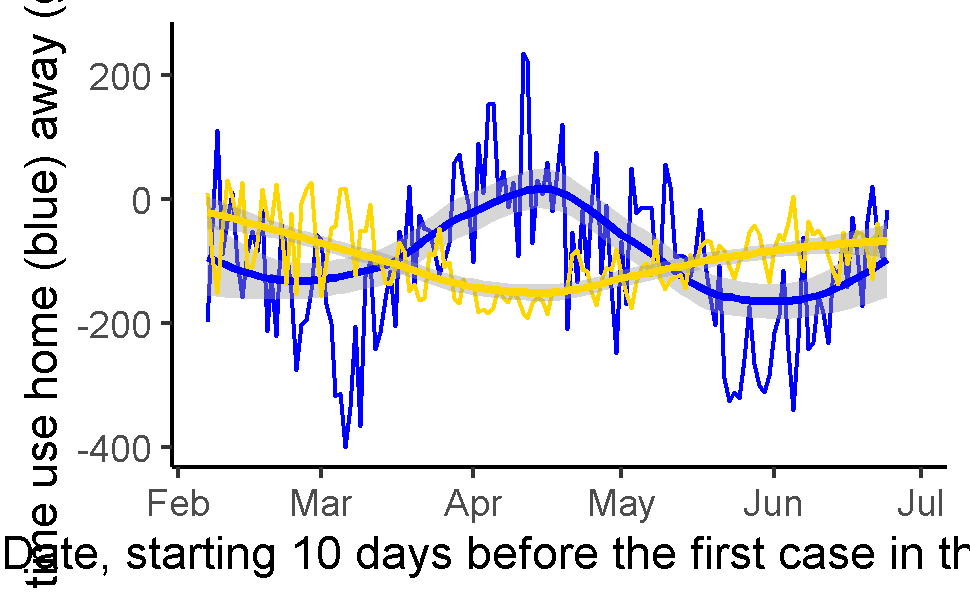 time use home (blue) away (
200
0
-200
-400
Feb Mar Apr May Jun Jul
Date, starting 10 days before the first case in th